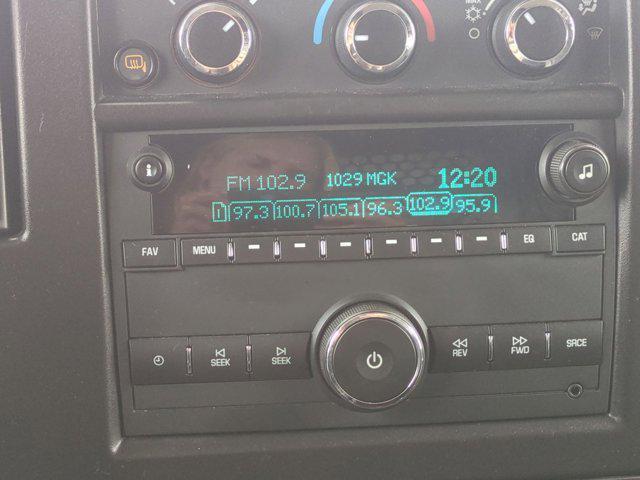 MAX
FM 102.9 1029 MGK 12:20
1 97.3 100.7 105.1 96.3 102.9 95.9
FAV MENU EQ CAT
SEEK SEEK REV FWD SRCE